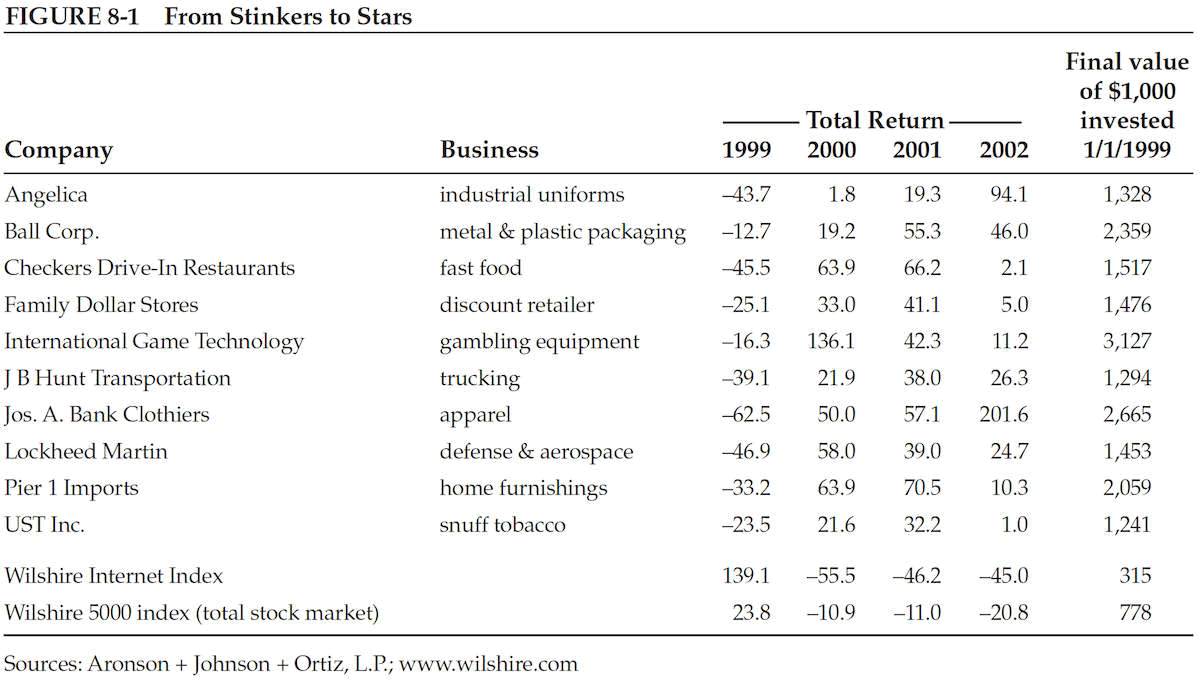 FIGURE 8-1 From Stinkers to Stars
Final value
of $1,000
Total Return invested
Company Business 1999 2000 2001 2002 1/1/1999
Angelica industrial uniforms –43.7 1.8 19.3 94.1 1,328
Ball Corp. metal & plastic packaging –12.7 19.2 55.3 46.0 2,359
Checkers Drive-In Restaurants fast food –45.5 63.9 66.2 2.1 1,517
Family Dollar Stores discount retailer –25.1 33.0 41.1 5.0 1,476
International Game Technology gambling equipment –16.3 136.1 42.3 11.2 3,127
J B Hunt Transportation trucking –39.1 21.9 38.0 26.3 1,294
Jos. A. Bank Clothiers apparel –62.5 50.0 57.1 201.6 2,665
Lockheed Martin defense & aerospace –46.9 58.0 39.0 24.7 1,453
Pier 1 Imports home furnishings –33.2 63.9 70.5 10.3 2,059
UST Inc. snuff tobacco –23.5 21.6 32.2 1.0 1,241
Wilshire Internet Index 139.1 –55.5 –46.2 –45.0 315
Wilshire 5000 index (total stock market) 23.8 –10.9 –11.0 –20.8 778
Sources: Aronson + Johnson + Ortiz, L.P.; www.wilshire.com